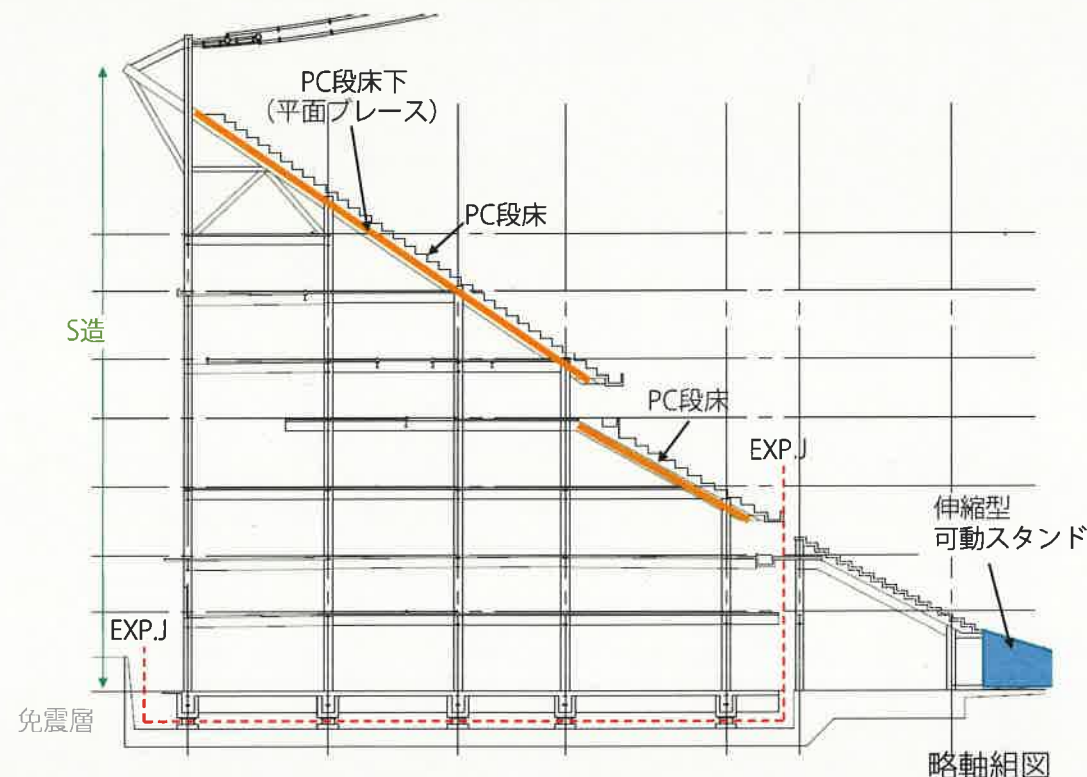 PC段床下
（平面ブレース）
PC段床
S造
PC段床
EXP.J
伸縮型
可動スタンド
EXP.J
免震層
略軸組図